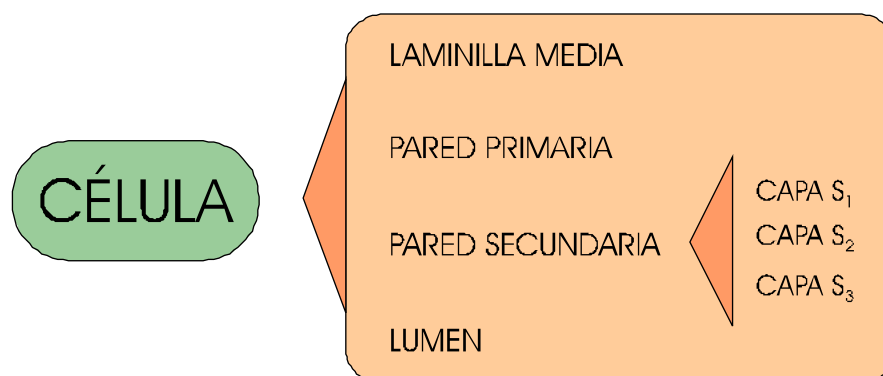 CÉLULA
LAMINILLA MEDIA
PARED PRIMARIA
PARED SECUNDARIA
CAPA S₁
CAPA S₂
CAPA S₃
LUMEN